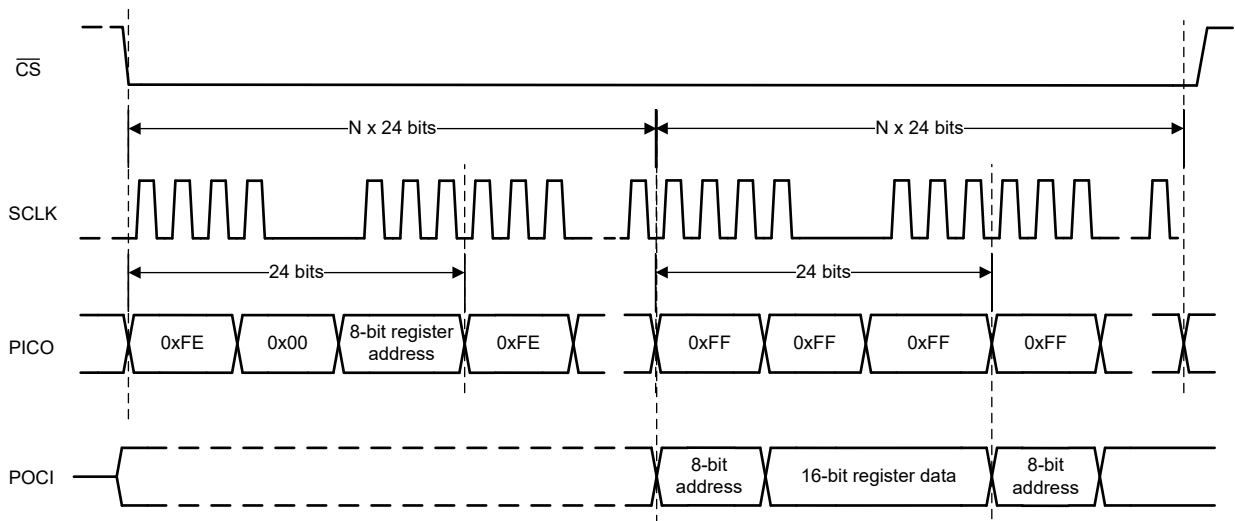 CS
N x 24 bits N x 24 bits
SCLK
24 bits 24 bits
PICO 0xFE 0x00 8-bit register
address 0xFE 0xFF 0xFF 0xFF 0xFF
POCI 8-bit
address 16-bit register data 8-bit
address